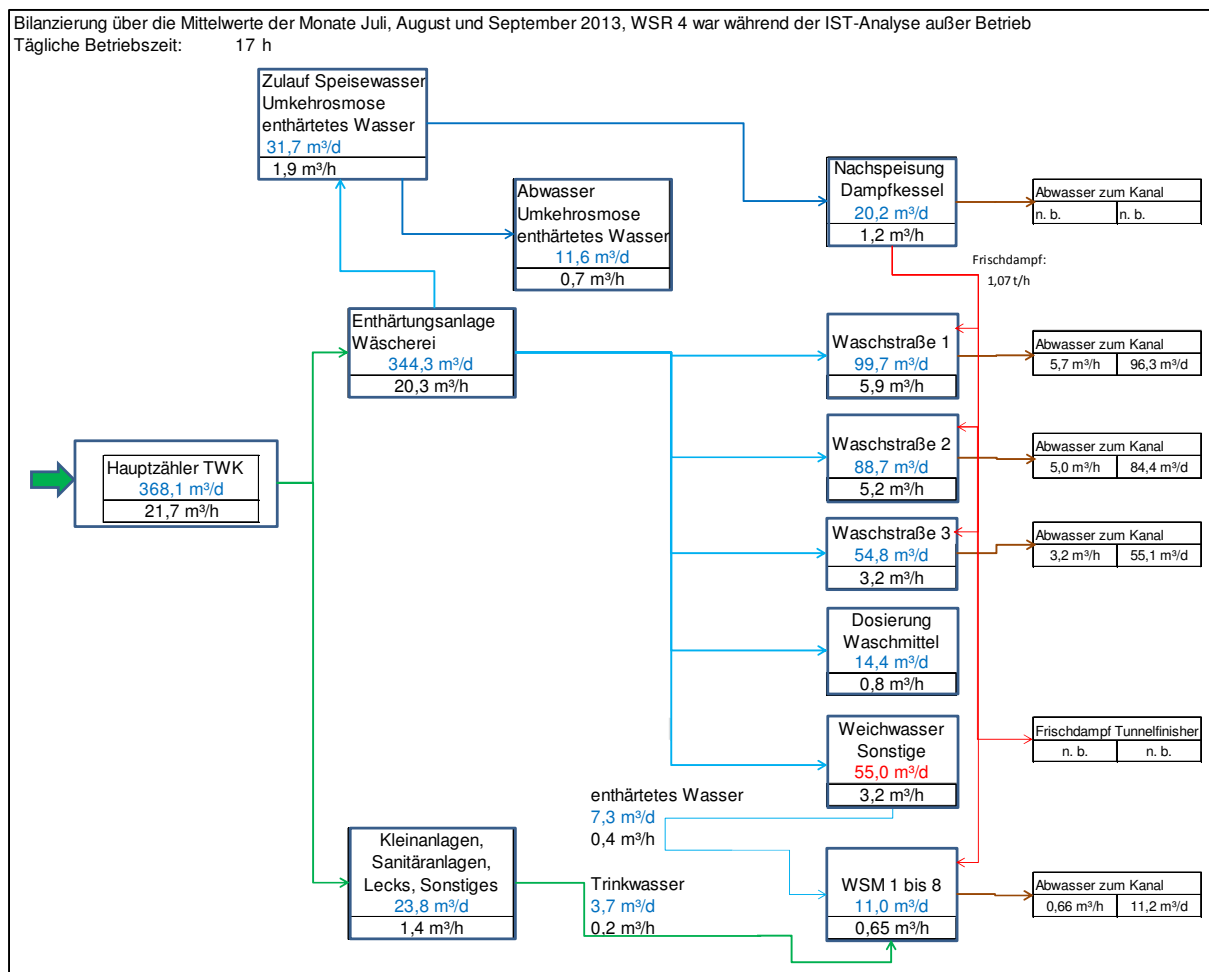 Bilanzierung über die Mittelwerte der Monate Juli, August und September 2013, WSR 4 war während der IST-Analyse außer Betrieb
Tägliche Betriebszeit: 17 h
Zulauf Speisewasser
Umkehrosmose
enthärtetes Wasser
31,7 m³/d
1,9 m³/h
Abwasser
Umkehrosmose
enthärtetes Wasser
11,6 m³/d
0,7 m³/h
Nachspeisung
Dampfkessel
20,2 m³/d
1,2 m³/h
Abwasser zum Kanal
n. b. n. b.
Frischdampf:
1,07 t/h
Enthärtungsanlage
Wäscherei
344,3 m³/d
20,3 m³/h
Waschstraße 1
99,7 m³/d
5,9 m³/h
Abwasser zum Kanal
5,7 m³/h 96,3 m³/d
Hauptzähler TWK
368,1 m³/d
21,7 m³/h
Waschstraße 2
88,7 m³/d
5,2 m³/h
Abwasser zum Kanal
5,0 m³/h 84,4 m³/d
Waschstraße 3
54,8 m³/d
3,2 m³/h
Abwasser zum Kanal
3,2 m³/h 55,1 m³/d
Dosierung
Waschmittel
14,4 m³/d
0,8 m³/h
Weichwasser
Sonstige
55,0 m³/d
3,2 m³/h
Frischdampf Tunnelfinisher
n. b. n. b.
enthärtetes Wasser
7,3 m³/d
0,4 m³/h
Kleinanlagen,
Sanitäranlagen,
Lecks, Sonstiges
23,8 m³/d
1,4 m³/h
Trinkwasser
3,7 m³/d
0,2 m³/h
WSM 1 bis 8
11,0 m³/d
0,65 m³/h
Abwasser zum Kanal
0,66 m³/h 11,2 m³/d